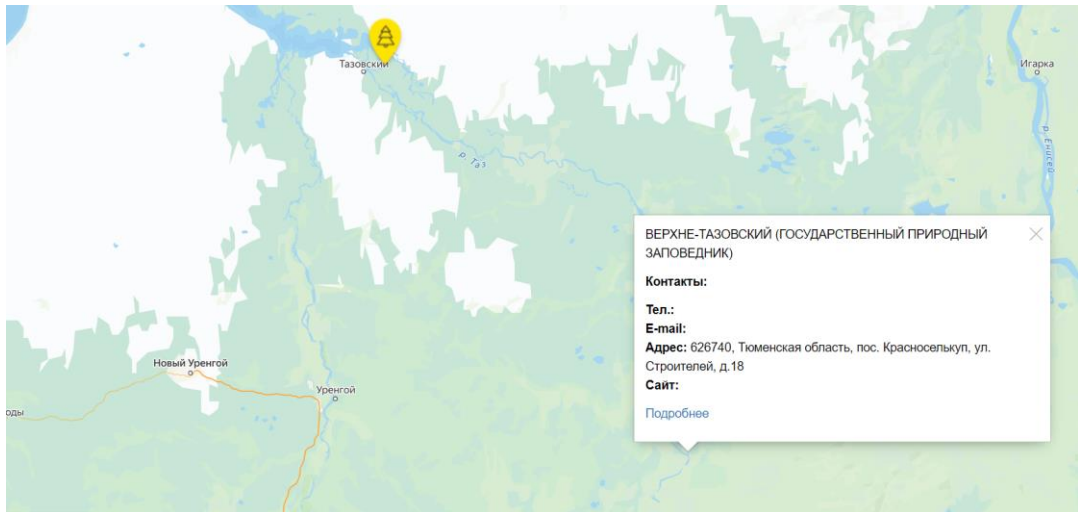 Тазовский
Игарка
р. Таз
р. Енисей
ВЕРХНЕ-ТАЗОВСКИЙ (ГОСУДАРСТВЕННЫЙ ПРИРОДНЫЙ
ЗАПОВЕДНИК)
Контакты:
Тел.:
E-mail:
Адрес: 626740, Тюменская область, пос. Красноселькуп, ул.
Строителей, д.18
Сайт:
Подробнее
Новый Уренгой
Уренгой
оды